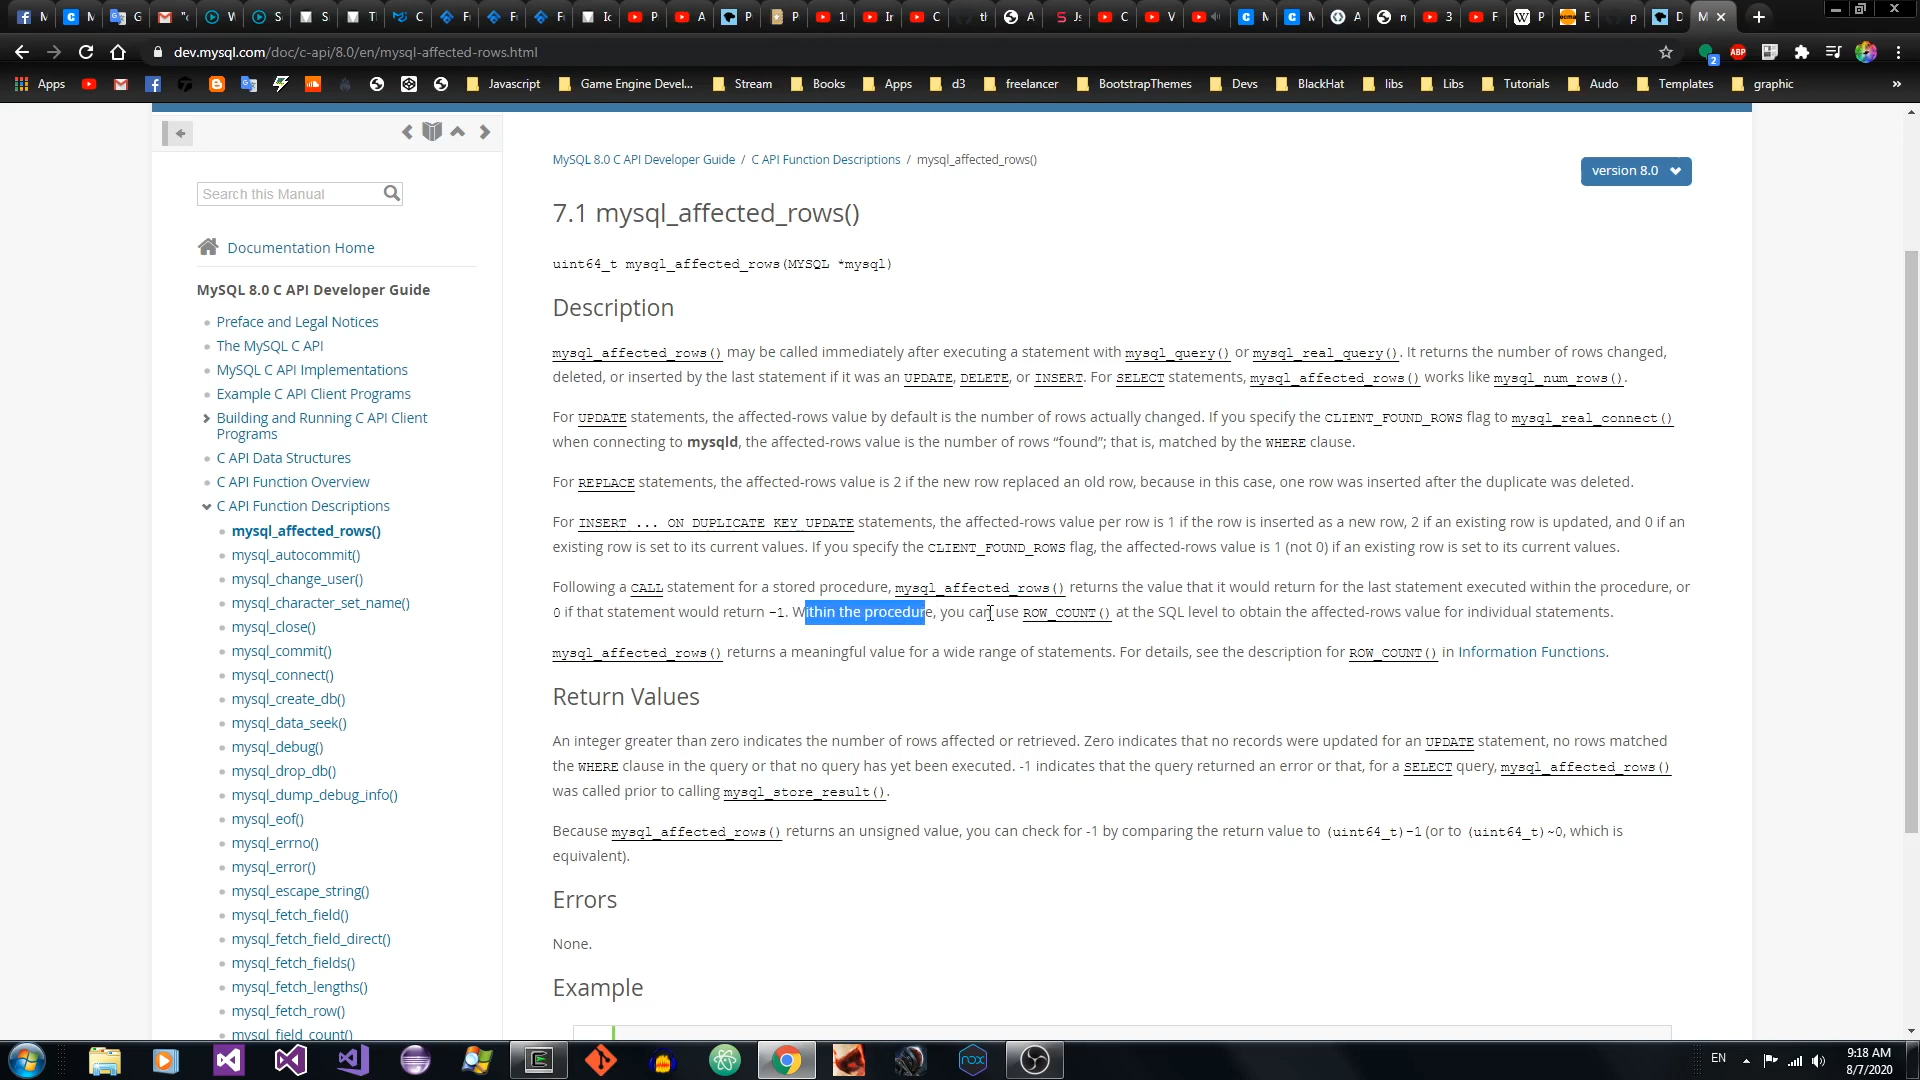 dev.mysql.com/doc/c-api/8.0/en/mysql-affected-rows.html
Apps Javascript Game Engine Devel... Stream Books Apps d3 freelancer BootstrapThemes Devs BlackHat libs Libs Tutorials Audo Templates graphic »
MySQL 8.0 C API Developer Guide / C API Function Descriptions / mysql_affected_rows()
version 8.0
Search this Manual
Documentation Home
MySQL 8.0 C API Developer Guide
Preface and Legal Notices
The MySQL C API
MySQL C API Implementations
Example C API Client Programs
Building and Running C API Client
Programs
C API Data Structures
C API Function Overview
C API Function Descriptions
mysql_affected_rows()
mysql_autocommit()
mysql_change_user()
mysql_character_set_name()
mysql_close()
mysql_commit()
mysql_connect()
mysql_create_db()
mysql_data_seek()
mysql_debug()
mysql_drop_db()
mysql_dump_debug_info()
mysql_eof()
mysql_errno()
mysql_error()
mysql_escape_string()
mysql_fetch_field()
mysql_fetch_field_direct()
mysql_fetch_fields()
mysql_fetch_lengths()
mysql_fetch_row()
mysql_field_count()
7.1 mysql_affected_rows()
uint64_t mysql_affected_rows(MYSQL *mysql)
Description
mysql_affected_rows() may be called immediately after executing a statement with mysql_query() or mysql_real_query(). It returns the number of rows changed,
deleted, or inserted by the last statement if it was an UPDATE, DELETE, or INSERT. For SELECT statements, mysql_affected_rows() works like mysql_num_rows().
For UPDATE statements, the affected-rows value by default is the number of rows actually changed. If you specify the CLIENT_FOUND_ROWS flag to mysql_real_connect()
when connecting to mysqld, the affected-rows value is the number of rows “found”; that is, matched by the WHERE clause.
For REPLACE statements, the affected-rows value is 2 if the new row replaced an old row, because in this case, one row was inserted after the duplicate was deleted.
For INSERT ... ON DUPLICATE KEY UPDATE statements, the affected-rows value per row is 1 if the row is inserted as a new row, 2 if an existing row is updated, and 0 if an
existing row is set to its current values. If you specify the CLIENT_FOUND_ROWS flag, the affected-rows value is 1 (not 0) if an existing row is set to its current values.
Following a CALL statement for a stored procedure, mysql_affected_rows() returns the value that it would return for the last statement executed within the procedure, or
0 if that statement would return -1. Within the procedure, you can use ROW_COUNT() at the SQL level to obtain the affected-rows value for individual statements.
mysql_affected_rows() returns a meaningful value for a wide range of statements. For details, see the description for ROW_COUNT() in Information Functions.
Return Values
An integer greater than zero indicates the number of rows affected or retrieved. Zero indicates that no records were updated for an UPDATE statement, no rows matched
the WHERE clause in the query or that no query has yet been executed. -1 indicates that the query returned an error or that, for a SELECT query, mysql_affected_rows()
was called prior to calling mysql_store_result().
Because mysql_affected_rows() returns an unsigned value, you can check for -1 by comparing the return value to (uint64_t)-1 (or to (uint64_t)~0, which is
equivalent).
Errors
None.
Example
EN
9:18 AM
8/7/2020